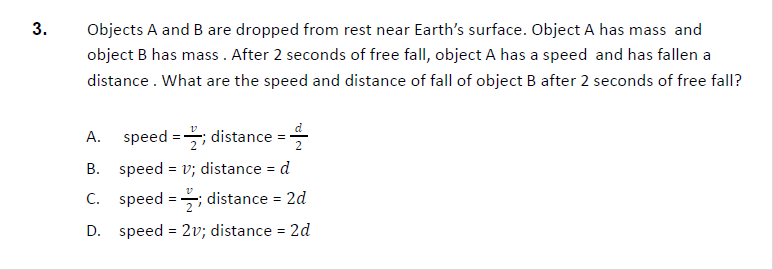 3. Objects A and B are dropped from rest near Earth's surface. Object A has mass and
object B has mass . After 2 seconds of free fall, object A has a speed and has fallen a
distance . What are the speed and distance of fall of object B after 2 seconds of free fall?
A. speed = v/2; distance = d/2
B. speed = v; distance = d
C. speed = v/2; distance = 2d
D. speed = 2v; distance = 2d